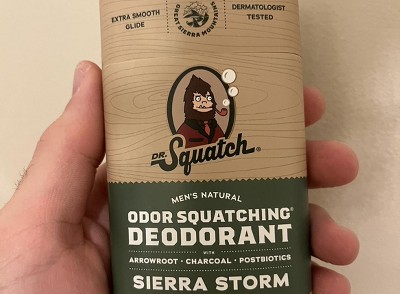 EXTRA SMOOTH
GLIDE
GREAT SIERRA MOUNTAINS
DERMATOLOGIST
TESTED
DR.
Squatch®
MEN'S NATURAL
ODOR SQUATCHING®
DEODORANT
WITH
ARROWROOT • CHARCOAL • POSTBIOTICS
SIERRA STORM